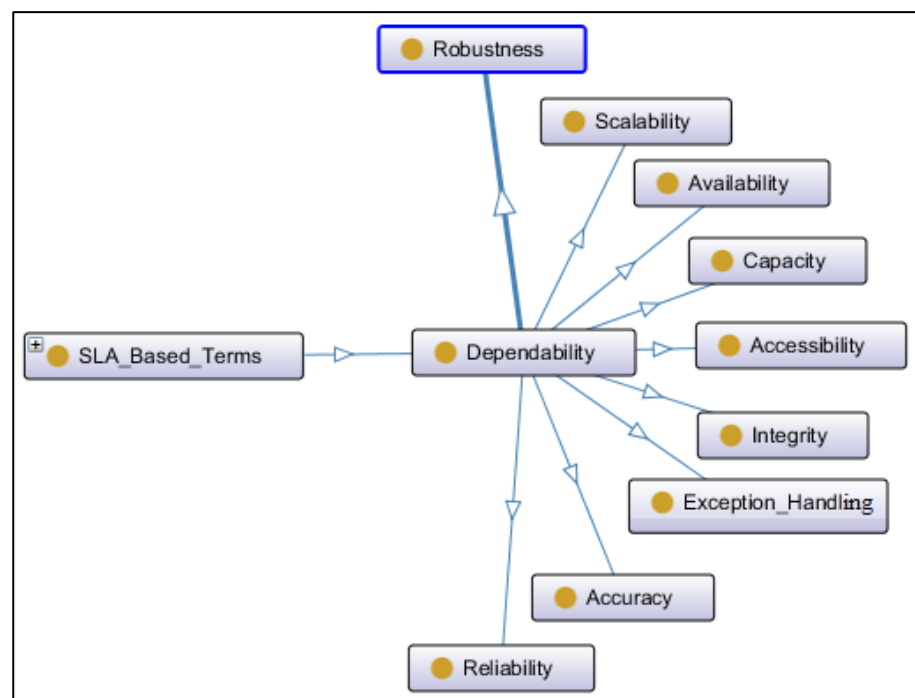 Robustness
Scalability
Availability
Capacity
SLA_Based_Terms
Dependability
Accessibility
Integrity
Exception_Handling
Accuracy
Reliability